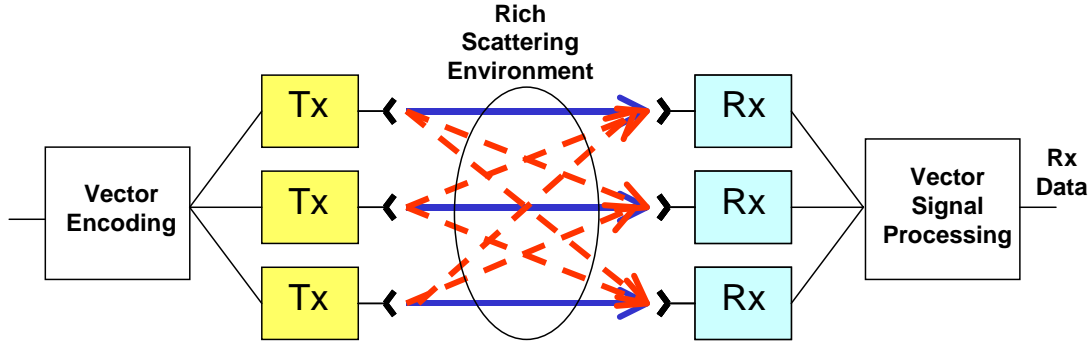 Rich
Scattering
Environment
Tx
Rx
Vector
Encoding
Tx
Rx
Vector
Signal
Processing
Rx
Data
Tx
Rx